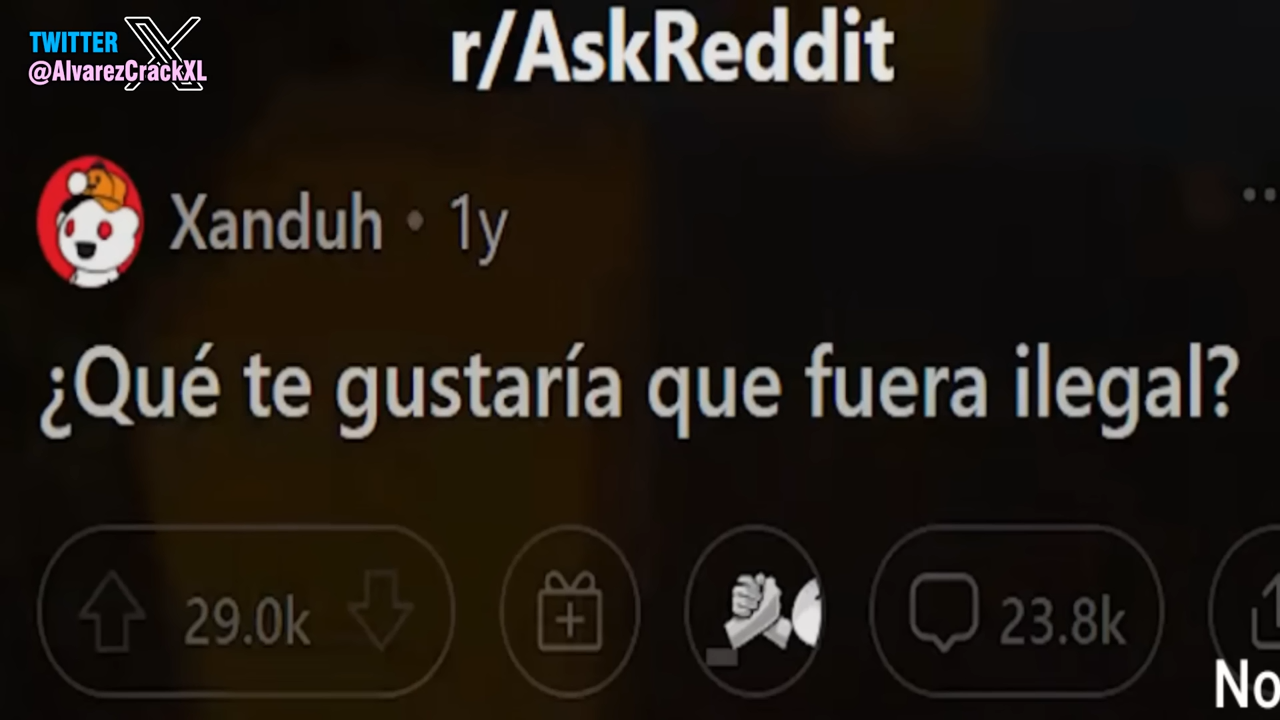 TWITTER
@AlvarezCrackXL
r/AskReddit
Xanduh • 1y
¿Qué te gustaría que fuera ilegal?
29.0k
23.8k
No